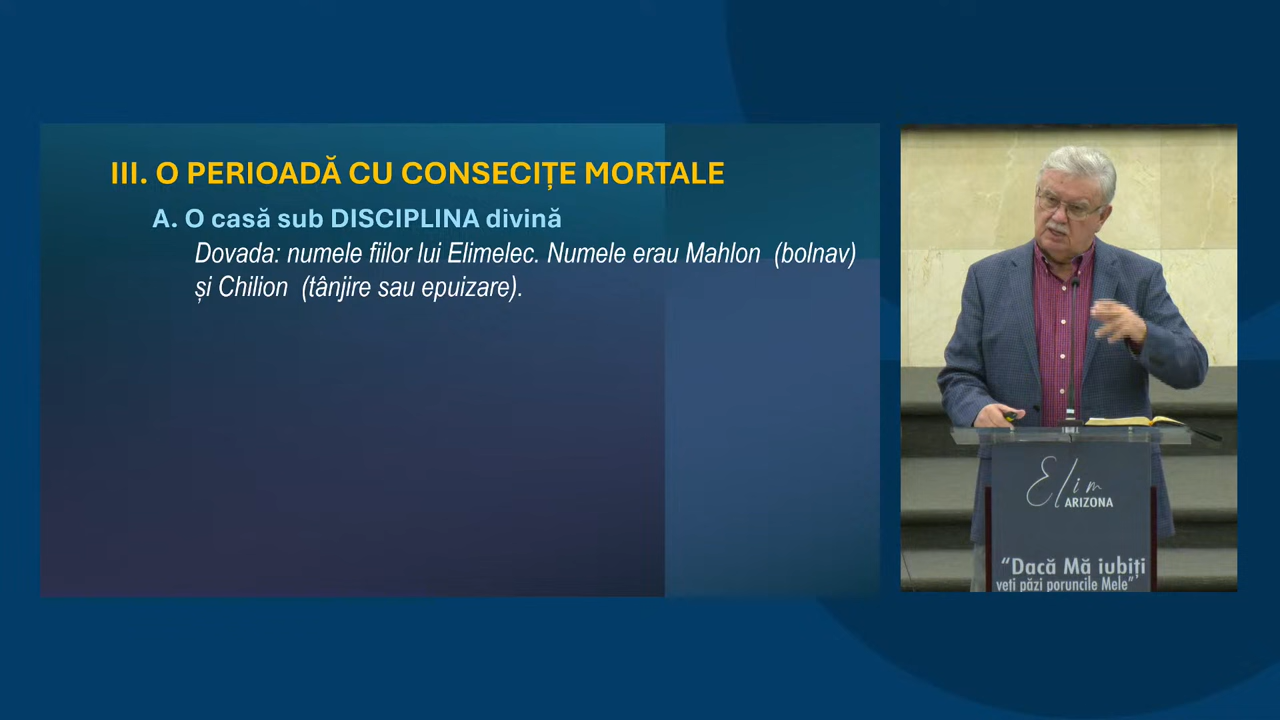 III. O PERIOADĂ CU CONSECIȚE MORTALE
A. O casă sub DISCIPLINA divină
Dovada: numele fiilor lui Elimelec. Numele erau Mahlon (bolnav)
și Chilion (tânjire sau epuizare).
Elim
ARIZONA
“Dacă Mă iubiți
veți păzi poruncile Mele”